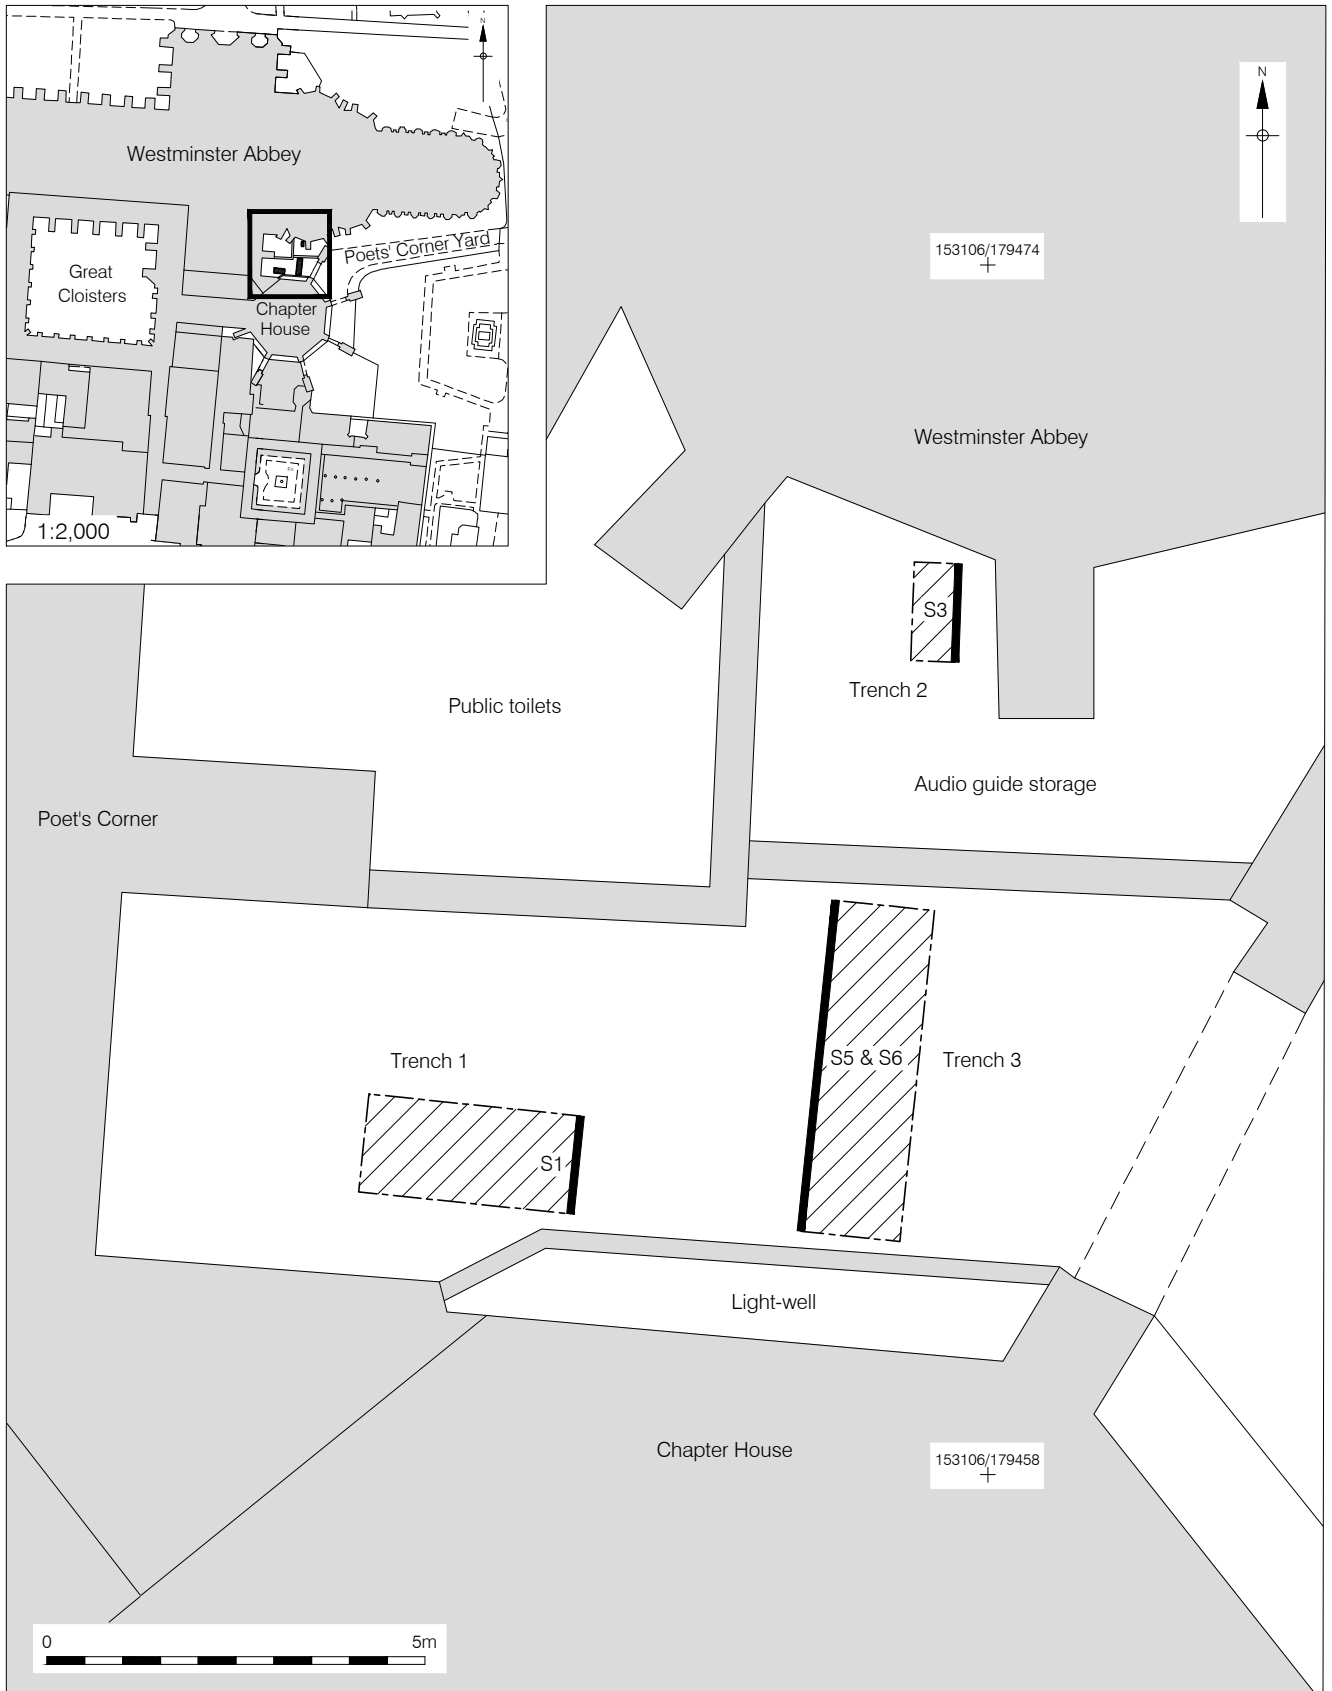 N
Westminster Abbey
Great
Cloisters
Poets' Corner Yard
Chapter
House
1:2,000
N
153106/179474
Westminster Abbey
S3
Trench 2
Public toilets
Audio guide storage
Poet's Corner
Trench 1
S5 & S6
Trench 3
S1
Light-well
Chapter House
153106/179458
0
5m